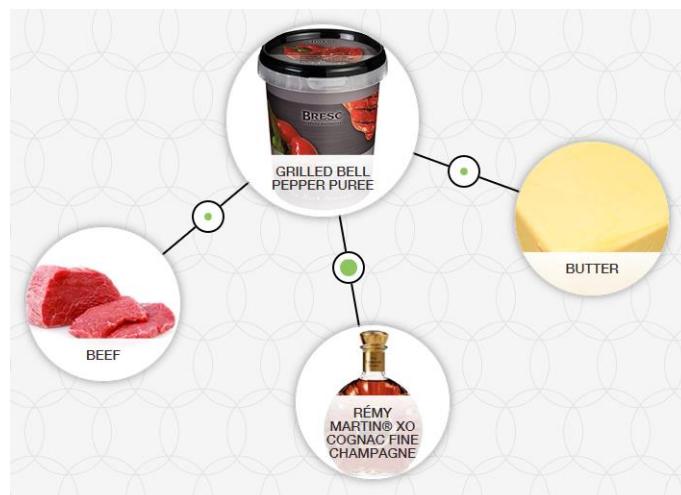 BRESC
GRILLED BELL
PEPPER PUREE
BUTTER
BEEF
RÉMY
MARTIN® XO
COGNAC FINE
CHAMPAGNE